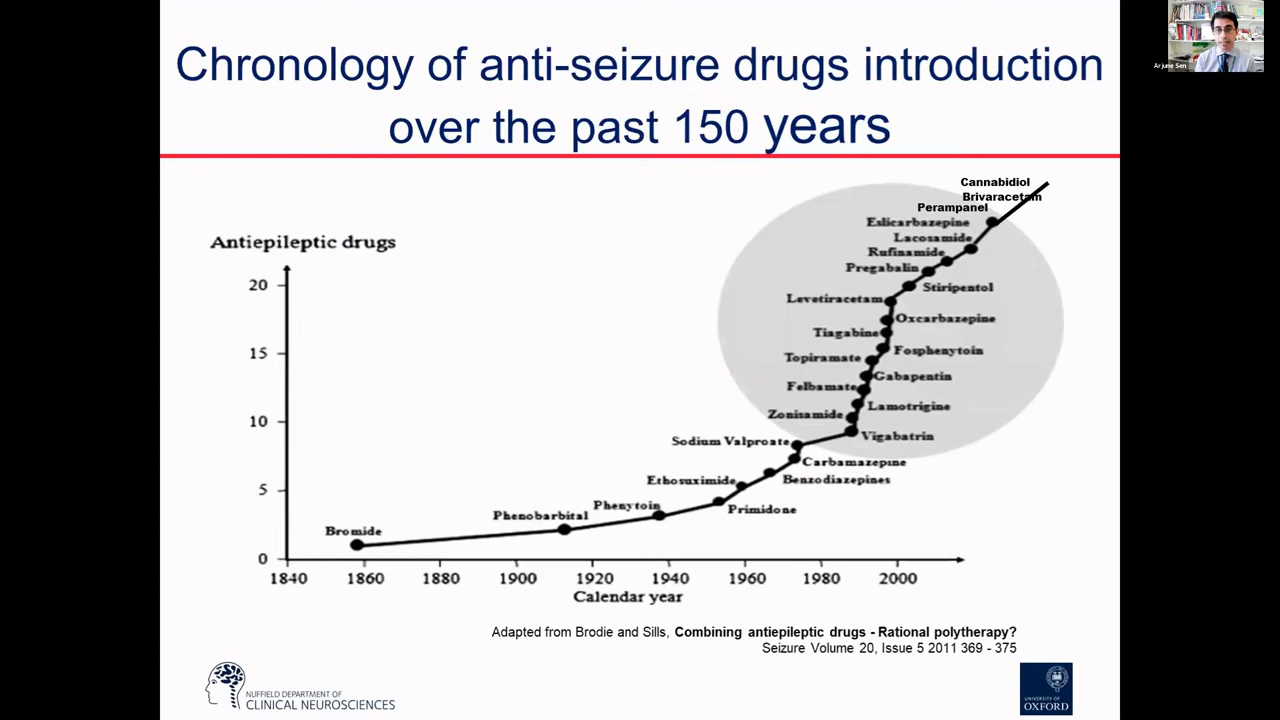 Chronology of anti-seizure drugs introduction
over the past 150 years
Arjune Sen
Cannabidiol
Brivaracetam
Perampanel
Eslicarbazepine
Lacosamide
Rufinamide
Pregabalin
Stiripentol
Levetiracetam
Oxcarbazepine
Tiagabine
Fosphenytoin
Topiramate
Gabapentin
Felbamate
Lamotrigine
Zonisamide
Vigabatrin
Sodium Valproate
Carbamazepine
Ethosuximide
Benzodiazepines
Phenytoin
Primidone
Phenobarbital
Bromide
Antiepileptic drugs
20
15
10
5
0
1840 1860 1880 1900 1920 1940 1960 1980 2000
Calendar year
Adapted from Brodie and Sills, Combining antiepileptic drugs - Rational polytherapy?
Seizure Volume 20, Issue 5 2011 369 - 375
NUFFIELD DEPARTMENT OF
CLINICAL NEUROSCIENCES
UNIVERSITY OF
OXFORD